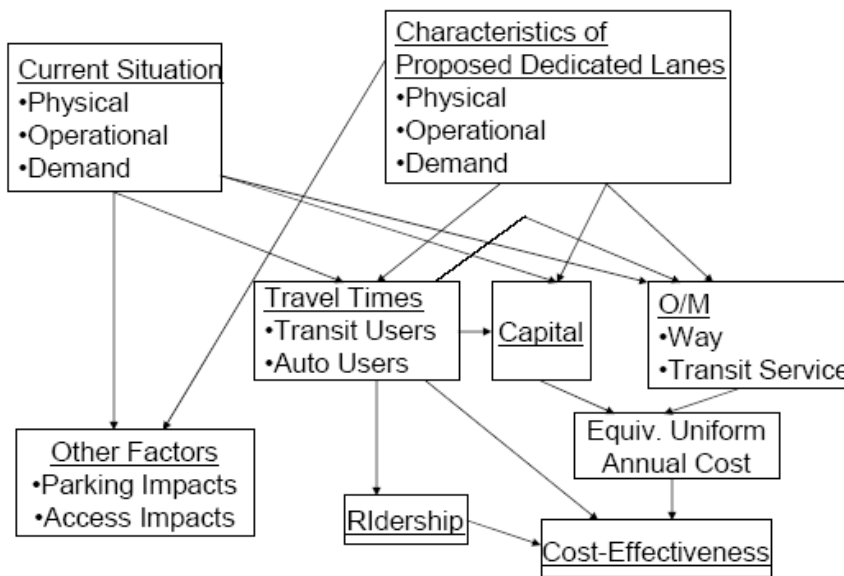 Current Situation
•Physical
•Operational
•Demand
Characteristics of
Proposed Dedicated Lanes
•Physical
•Operational
•Demand
Travel Times
•Transit Users
•Auto Users
Capital
O/M
•Way
•Transit Service
Other Factors
•Parking Impacts
•Access Impacts
Equiv. Uniform
Annual Cost
RIdership
Cost-Effectiveness